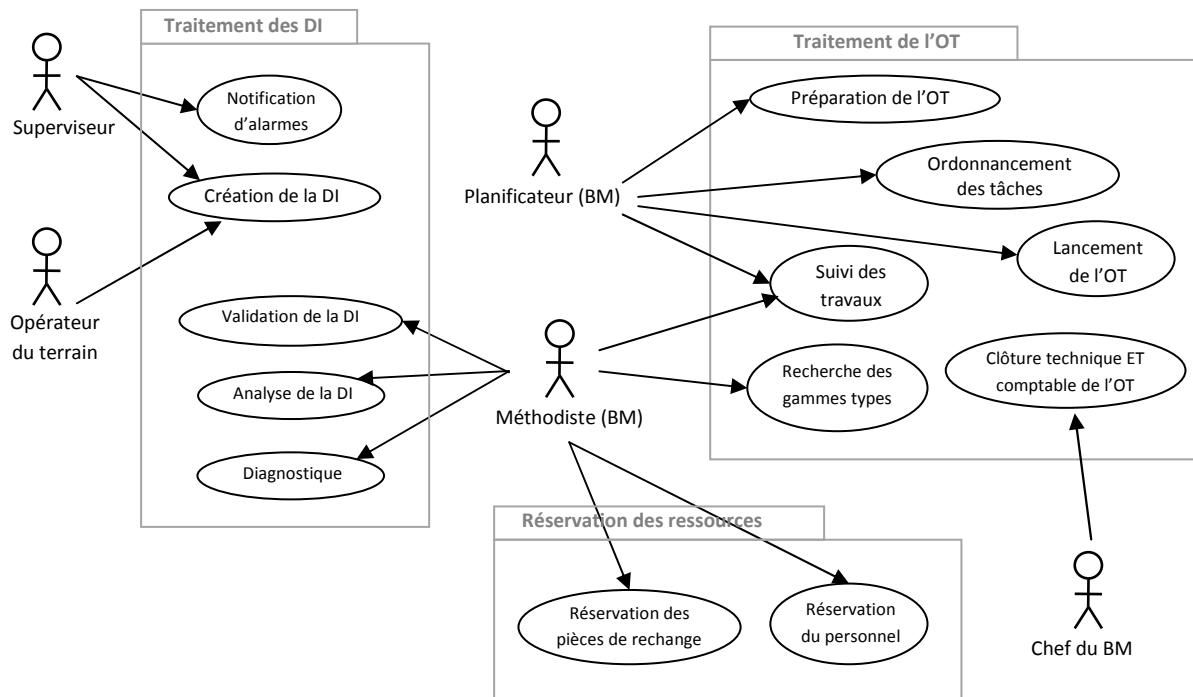 Traitement des DI
Superviseur
Notification
d'alarmes
Création de la DI
Opérateur
du terrain
Validation de la DI
Analyse de la DI
Diagnostique
Traitement de l'OT
Planificateur (BM)
Préparation de l'OT
Ordonnancement
des tâches
Lancement
de l'OT
Suivi des
travaux
Méthodiste (BM)
Recherche des
gammes types
Clôture technique ET
comptable de l'OT
Réservation des ressources
Réservation des
pièces de rechange
Réservation
du personnel
Chef du BM